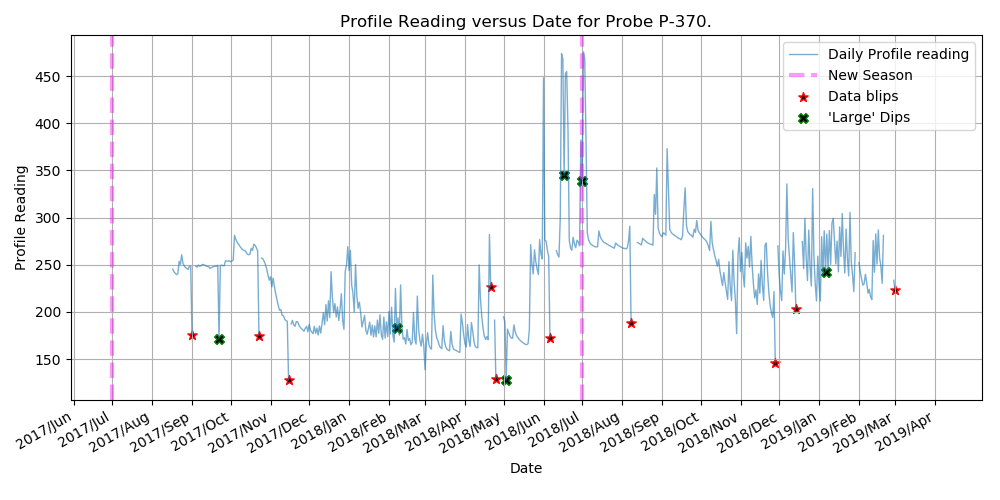 Profile Reading versus Date for Probe P-370.
Profile Reading
450
400
350
300
250
200
150
Daily Profile reading
New Season
Data blips
'Large' Dips
2017/Jun
2017/Jul
2017/Aug
2017/Sep
2017/Oct
2017/Nov
2017/Dec
2018/Jan
2018/Feb
2018/Mar
2018/Apr
2018/May
2018/Jun
2018/Jul
2018/Aug
2018/Sep
2018/Oct
2018/Nov
2018/Dec
2019/Jan
2019/Feb
2019/Mar
2019/Apr
Date